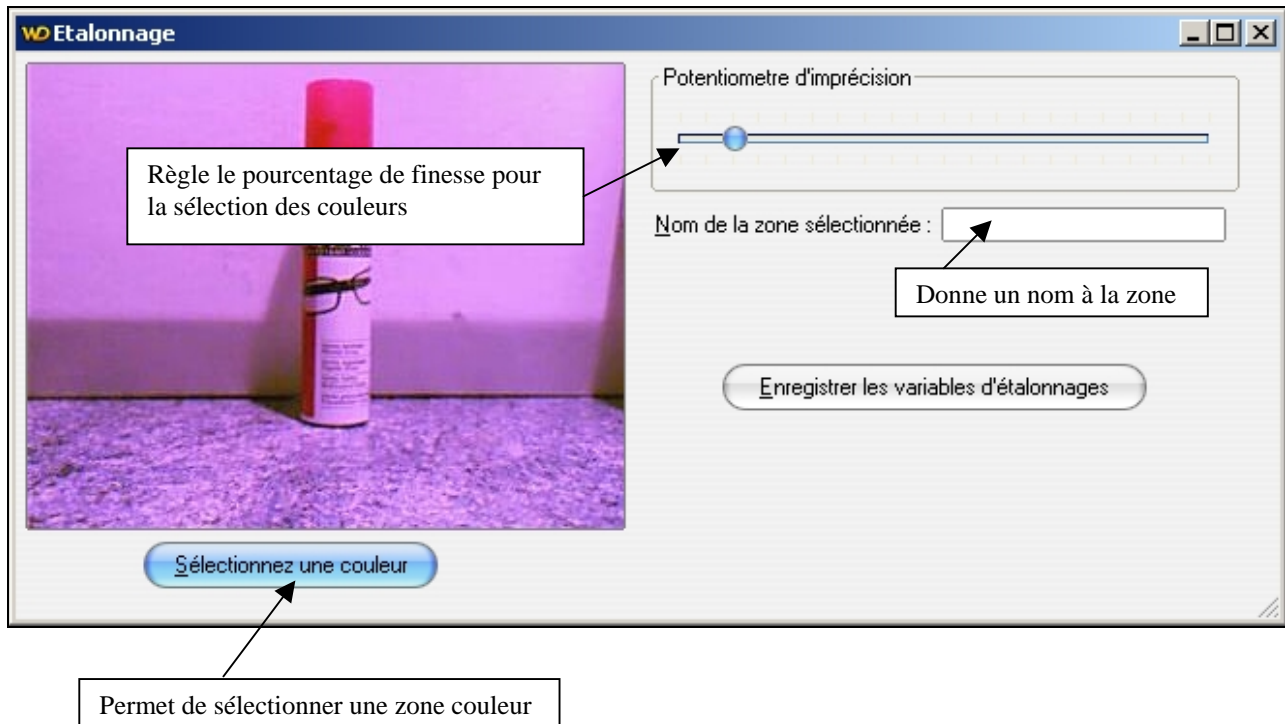 WD Etalonnage
Potentiometre d'imprécision
Règle le pourcentage de finesse pour
la sélection des couleurs
Nom de la zone sélectionnée :
Donne un nom à la zone
Enregistrer les variables d'étalonnages
Sélectionnez une couleur
Permet de sélectionner une zone couleur